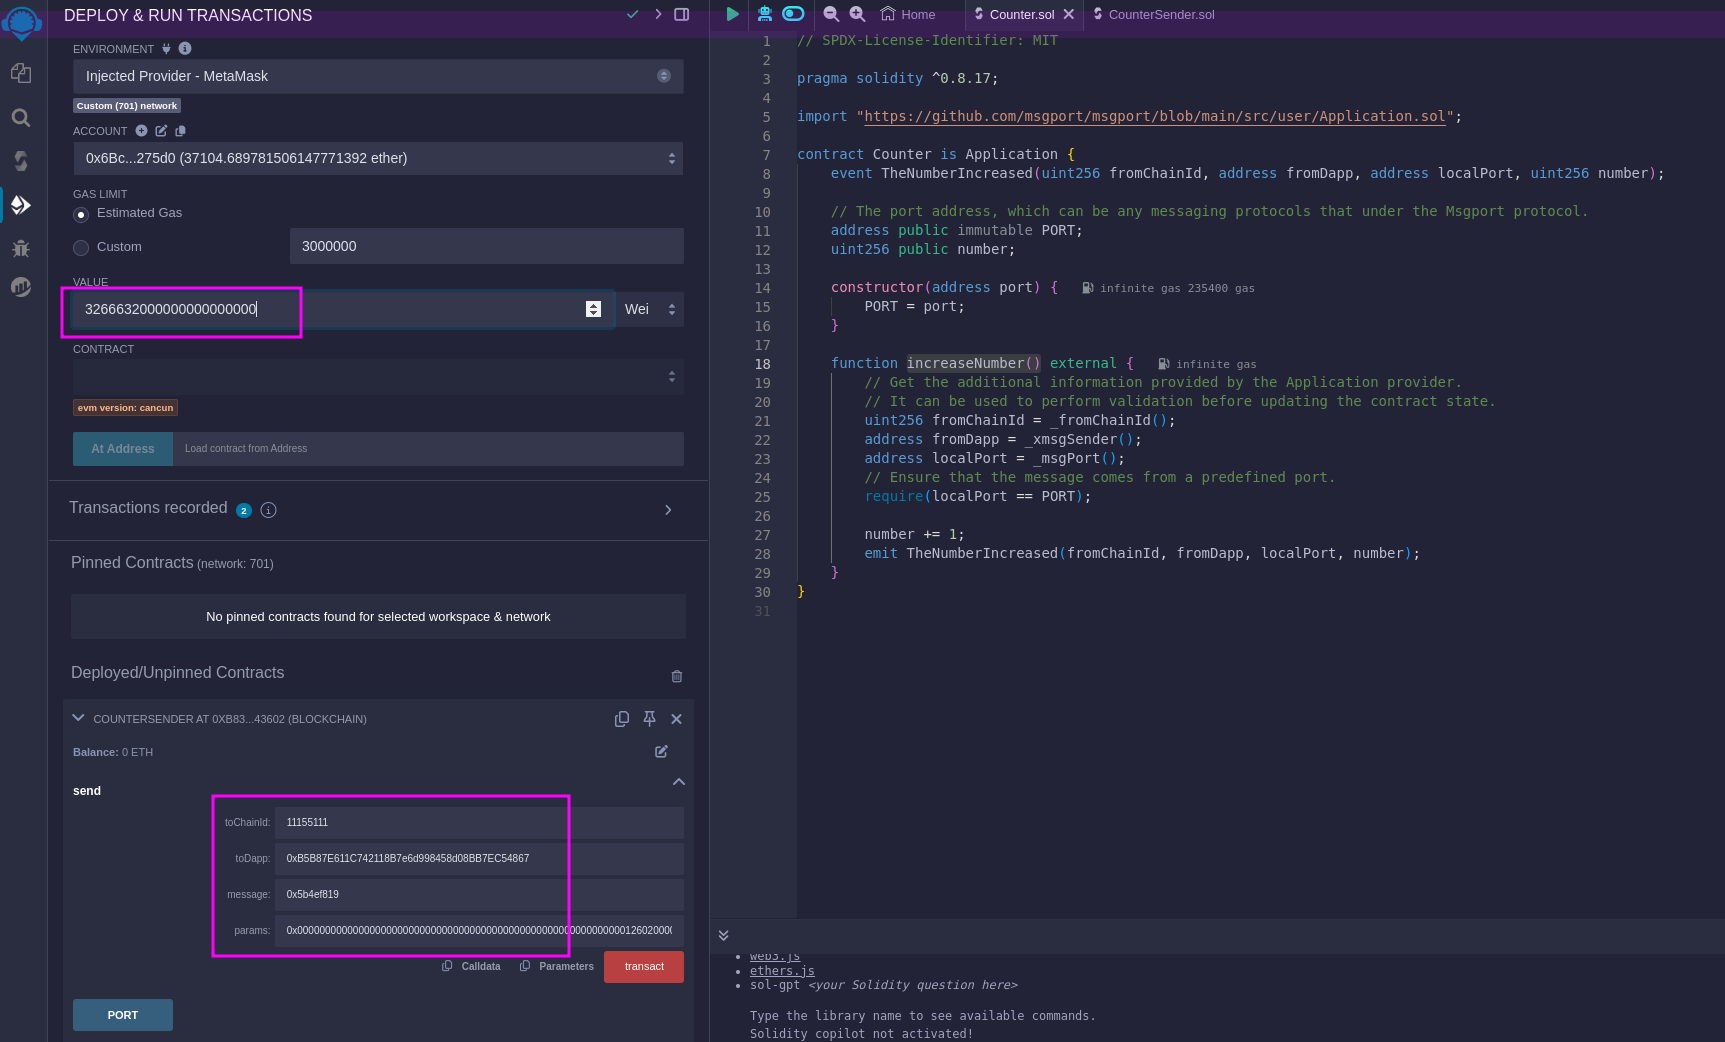 DEPLOY & RUN TRANSACTIONS
ENVIRONMENT
Injected Provider - MetaMask
Custom (701) network
ACCOUNT
0x6Bc...275d0 (37104.689781506147771392 ether)
GAS LIMIT
Estimated Gas
Custom
3000000
VALUE
3266632000000000000000
Wei
CONTRACT
evm version: cancun
At Address
Load contract from Address
Transactions recorded 2
Pinned Contracts (network: 701)
No pinned contracts found for selected workspace & network
Deployed/Unpinned Contracts
COUNTERSENDER AT 0XB83...43602 (BLOCKCHAIN)
Balance: 0 ETH
send
toChainId: 11155111
toDapp: 0xB5B87E611C742118B7e6d998458d08BB7EC54867
message: 0x5b4ef819
params:
Calldata
Parameters
transact
PORT
Home
Counter.sol
CounterSender.sol
1 // SPDX-License-Identifier: MIT
2
3 pragma solidity ^0.8.17;
4
5 import "https://github.com/msgport/msgport/blob/main/src/user/Application.sol";
6
7 contract Counter is Application {
8 event TheNumberIncreased(uint256 fromChainId, address fromDapp, address localPort, uint256 number);
9
10 // The port address, which can be any messaging protocols that under the Msgport protocol.
11 address public immutable PORT;
12 uint256 public number;
13
14 constructor(address port) { infinite gas 235400 gas
15 PORT = port;
16 }
17
18 function increaseNumber() external { infinite gas
19 // Get the additional information provided by the Application provider.
20 // It can be used to perform validation before updating the contract state.
21 uint256 fromChainId = _fromChainId();
22 address fromDapp = _xmsgSender();
23 address localPort = _msgPort();
24 // Ensure that the message comes from a predefined port.
25 require(localPort == PORT);
26
27 number += 1;
28 emit TheNumberIncreased(fromChainId, fromDapp, localPort, number);
29 }
30 }
31
web3.js
ethers.js
sol-gpt <your Solidity question here>
Type the library name to see available commands.
Solidity copilot not activated!